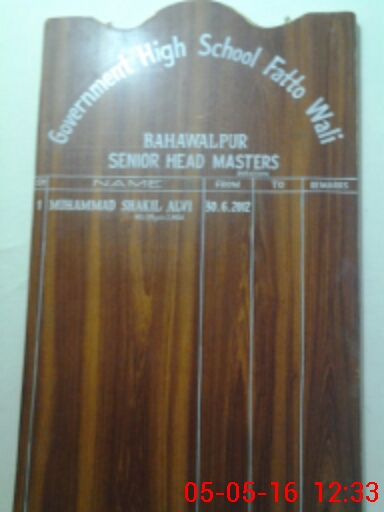 Government High School Fatto Wali
BAHAWALPUR
SENIOR HEAD MASTERS
NAME FROM TO REMARKS
1 MUHAMMAD SHAKIL ALVI 30.6.2012
05-05-16 12:33